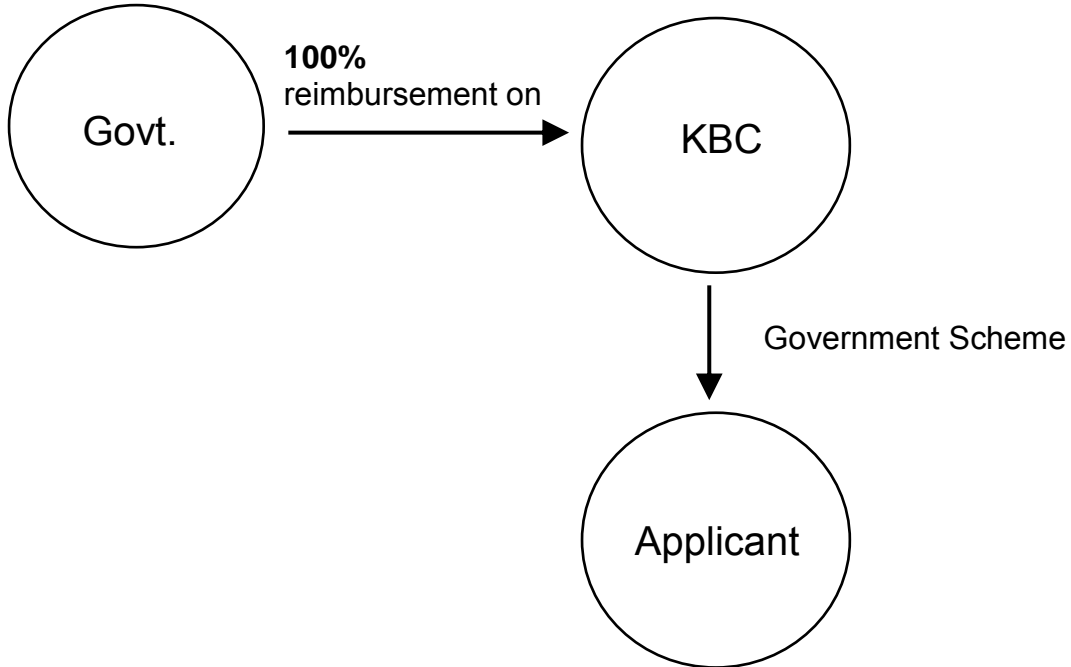 Govt.
100%
reimbursement on
KBC
Government Scheme
Applicant